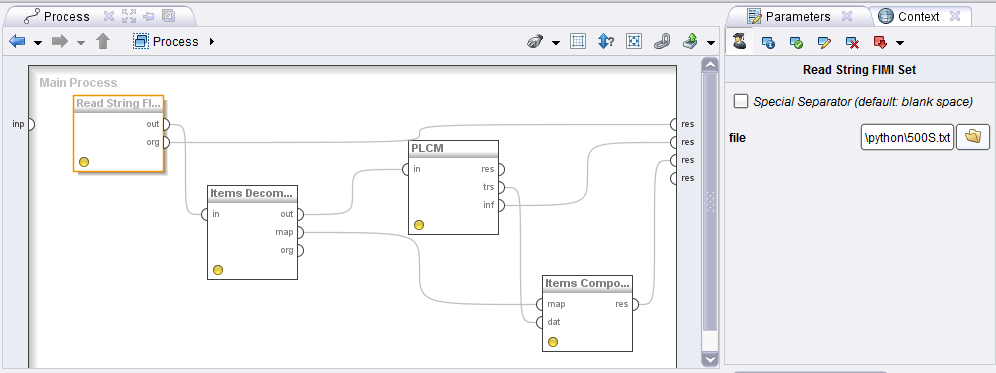 Process
Parameters
Context
Process
Main Process
Read String FI...
inp
out
org
res
res
res
res
PLCM
in
res
trs
inf
Items Decom...
in
out
map
org
Items Compo...
map
res
dat
Read String FIMI Set
Special Separator (default: blank space)
file
\python\500S.txt